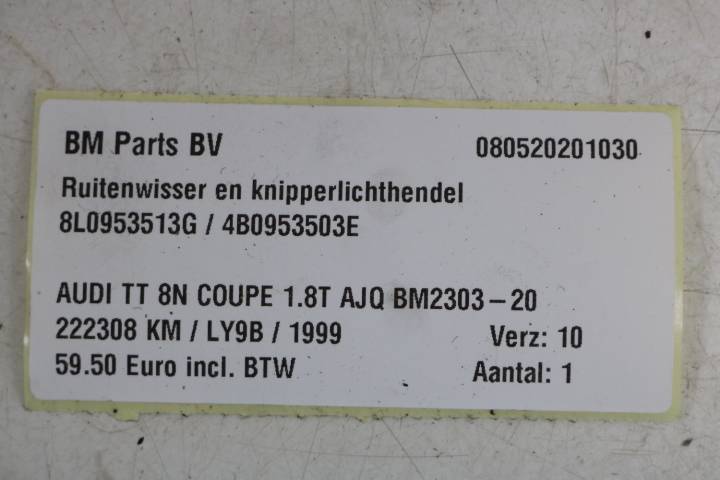 BM Parts BV 080520201030
Ruitenwisser en knipperlichthendel
8L0953513G / 4B0953503E
AUDI TT 8N COUPE 1.8T AJQ BM2303-20
222308 KM / LY9B / 1999 Verz: 10
59.50 Euro incl. BTW Aantal: 1